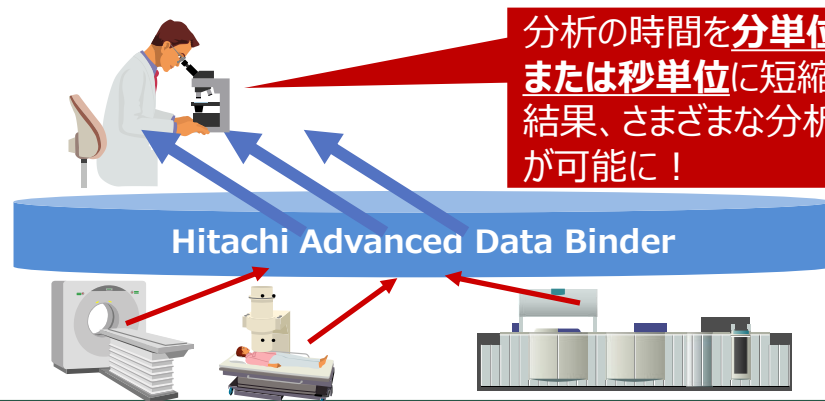 分析の時間を分単位
または秒単位に短縮
結果、さまざまな分析
が可能に！
Hitachi Advanced Data Binder